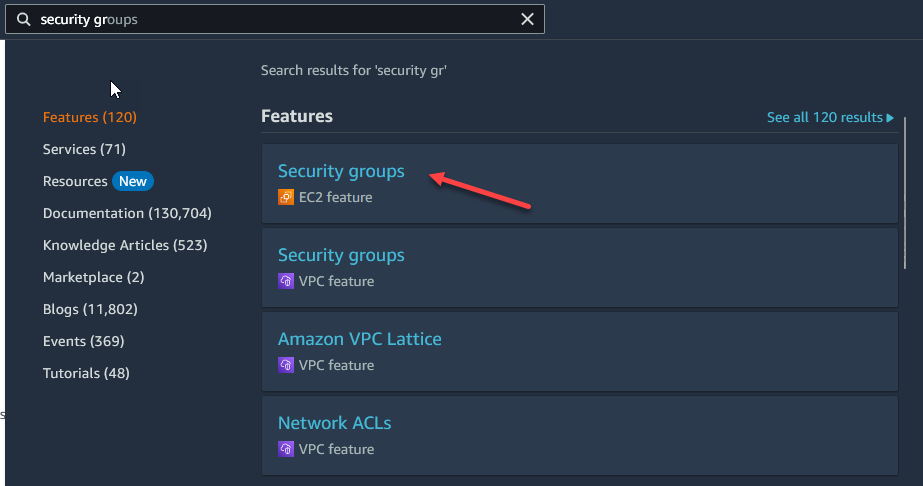 security groups
Search results for 'security gr'
Features (120)
Services (71)
Resources New
Documentation (130,704)
Knowledge Articles (523)
Marketplace (2)
Blogs (11,802)
Events (369)
Tutorials (48)
Features
See all 120 results
Security groups
EC2 feature
Security groups
VPC feature
Amazon VPC Lattice
VPC feature
Network ACLs
VPC feature
s